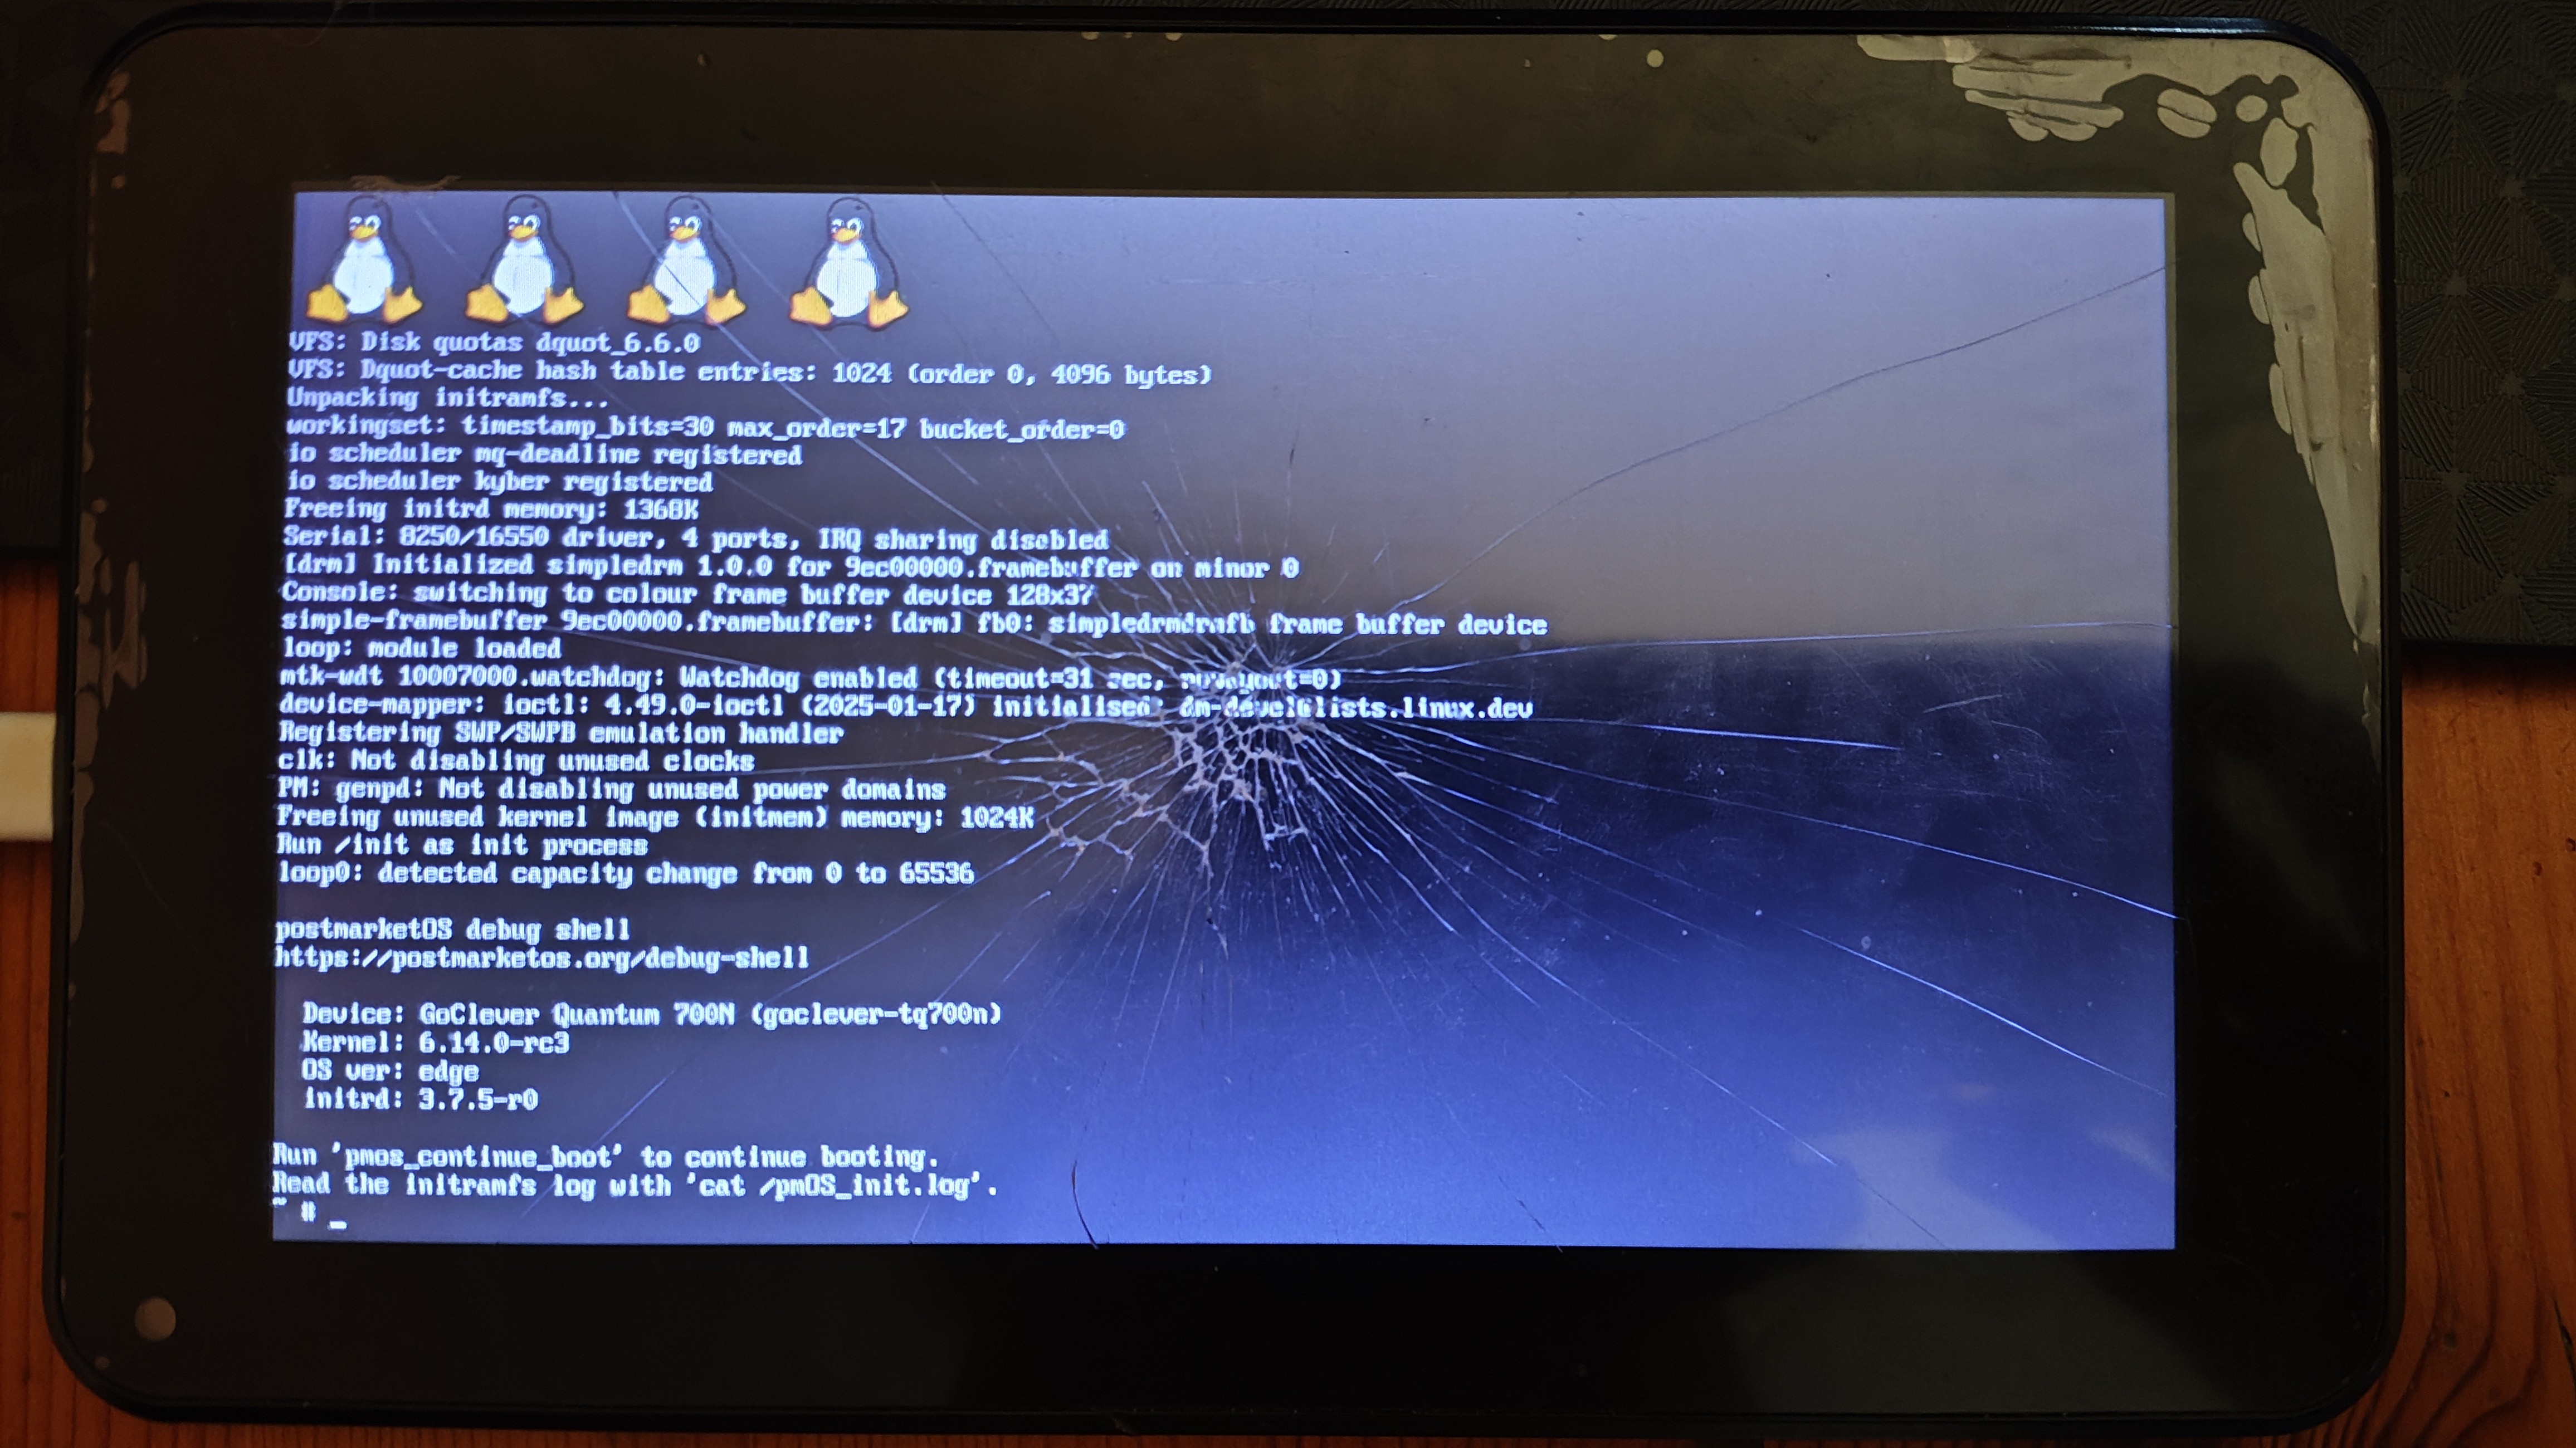 VFS: Disk quotas dquot_6.6.0
VFS: Dquot-cache hash table entries: 1024 (order 0, 4096 bytes)
Unpacking initramfs...
workingset: timestamp_bits=30 max_order=17 bucket_order=0
io scheduler mq-deadline registered
io scheduler kyber registered
Freeing initrd memory: 1368K
Serial: 8250/16550 driver, 4 ports, IRQ sharing disabled
[drm] Initialized simpledrm 1.0.0 for 9ec00000.framebuffer on minor 0
Console: switching to colour frame buffer device 128x37
simple-framebuffer 9ec00000.framebuffer: [drm] fb0: simpledrmdrmfb frame buffer device
loop: module loaded
mtk-wdt 10007000.watchdog: Watchdog enabled (timeout=31 sec, nowayout=0)
device-mapper: ioctl: 4.49.0-ioctl (2025-01-17) initialised: dm-devel@lists.linux.dev
Registering SWP/SWPB emulation handler
clk: Not disabling unused clocks
PM: genpd: Not disabling unused power domains
Freeing unused kernel image (initmem) memory: 1024K
Run /init as init process
loop0: detected capacity change from 0 to 65536
postmarketOS debug shell
https://postmarketos.org/debug-shell
Device: GoClever Quantum 700N (goclever-tq700n)
Kernel: 6.14.0-rc3
OS ver: edge
initrd: 3.7.5-r0
Run 'pmos_continue_boot' to continue booting.
Read the initramfs log with 'cat /pmOS_init.log'.
~ # _